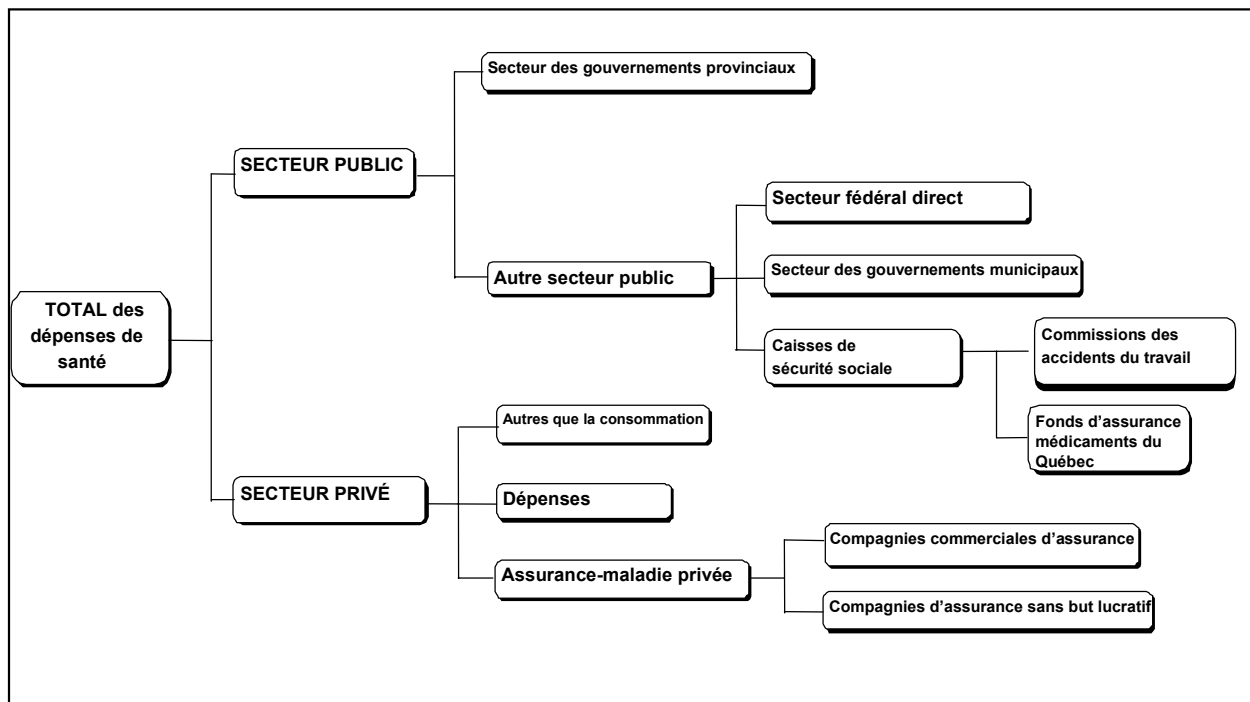 Secteur des gouvernements provinciaux
SECTEUR PUBLIC
Secteur fédéral direct
Autre secteur public
Secteur des gouvernements municipaux
TOTAL des
dépenses de
santé
Caisses de
sécurité sociale
Commissions des
accidents du travail
Fonds d’assurance
médicaments du
Québec
Autres que la consommation
SECTEUR PRIVÉ
Dépenses
Assurance-maladie privée
Compagnies commerciales d’assurance
Compagnies d’assurance sans but lucratif